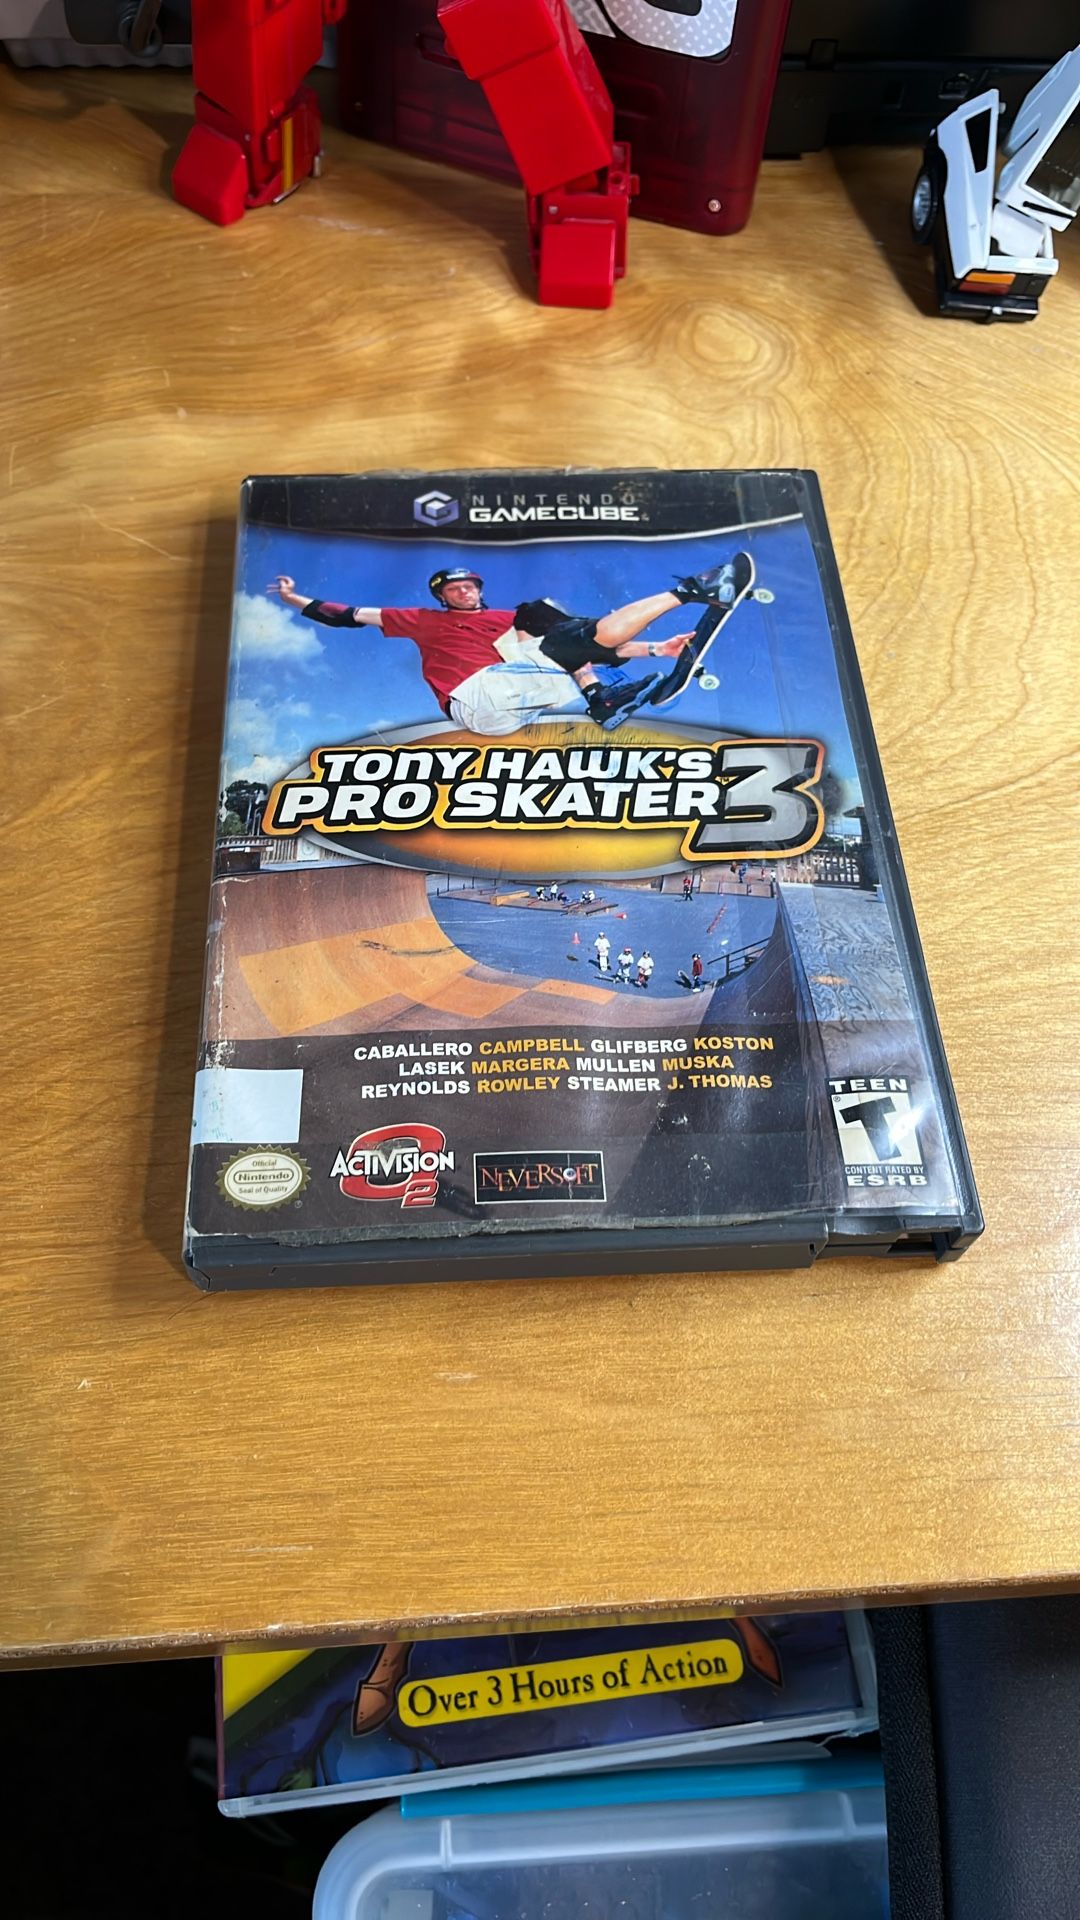 NINTENDO
GAMECUBE
TONY HAWK'S
PRO SKATER 3
CABALLERO CAMPBELL GLIFBERG KOSTON
LASEK MARGERA MULLEN MUSKA
REYNOLDS ROWLEY STEAMER J. THOMAS
Official
Nintendo
Seal of Quality
ACTIVISION
O2
NEVERSOFT
TEEN
T
CONTENT RATED BY
ESRB
Over 3 Hours of Action